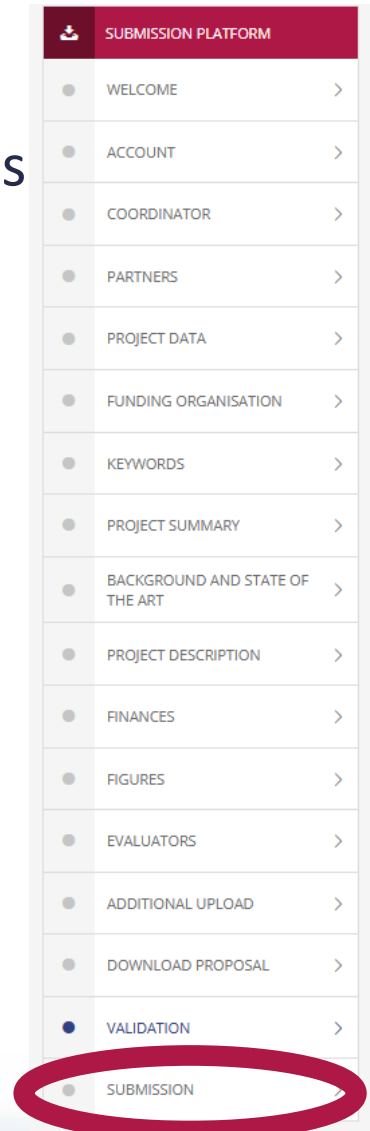 SUBMISSION PLATFORM
WELCOME
s
ACCOUNT
COORDINATOR
PARTNERS
PROJECT DATA
FUNDING ORGANISATION
KEYWORDS
PROJECT SUMMARY
BACKGROUND AND STATE OF
THE ART
PROJECT DESCRIPTION
FINANCES
FIGURES
EVALUATORS
ADDITIONAL UPLOAD
DOWNLOAD PROPOSAL
VALIDATION
SUBMISSION